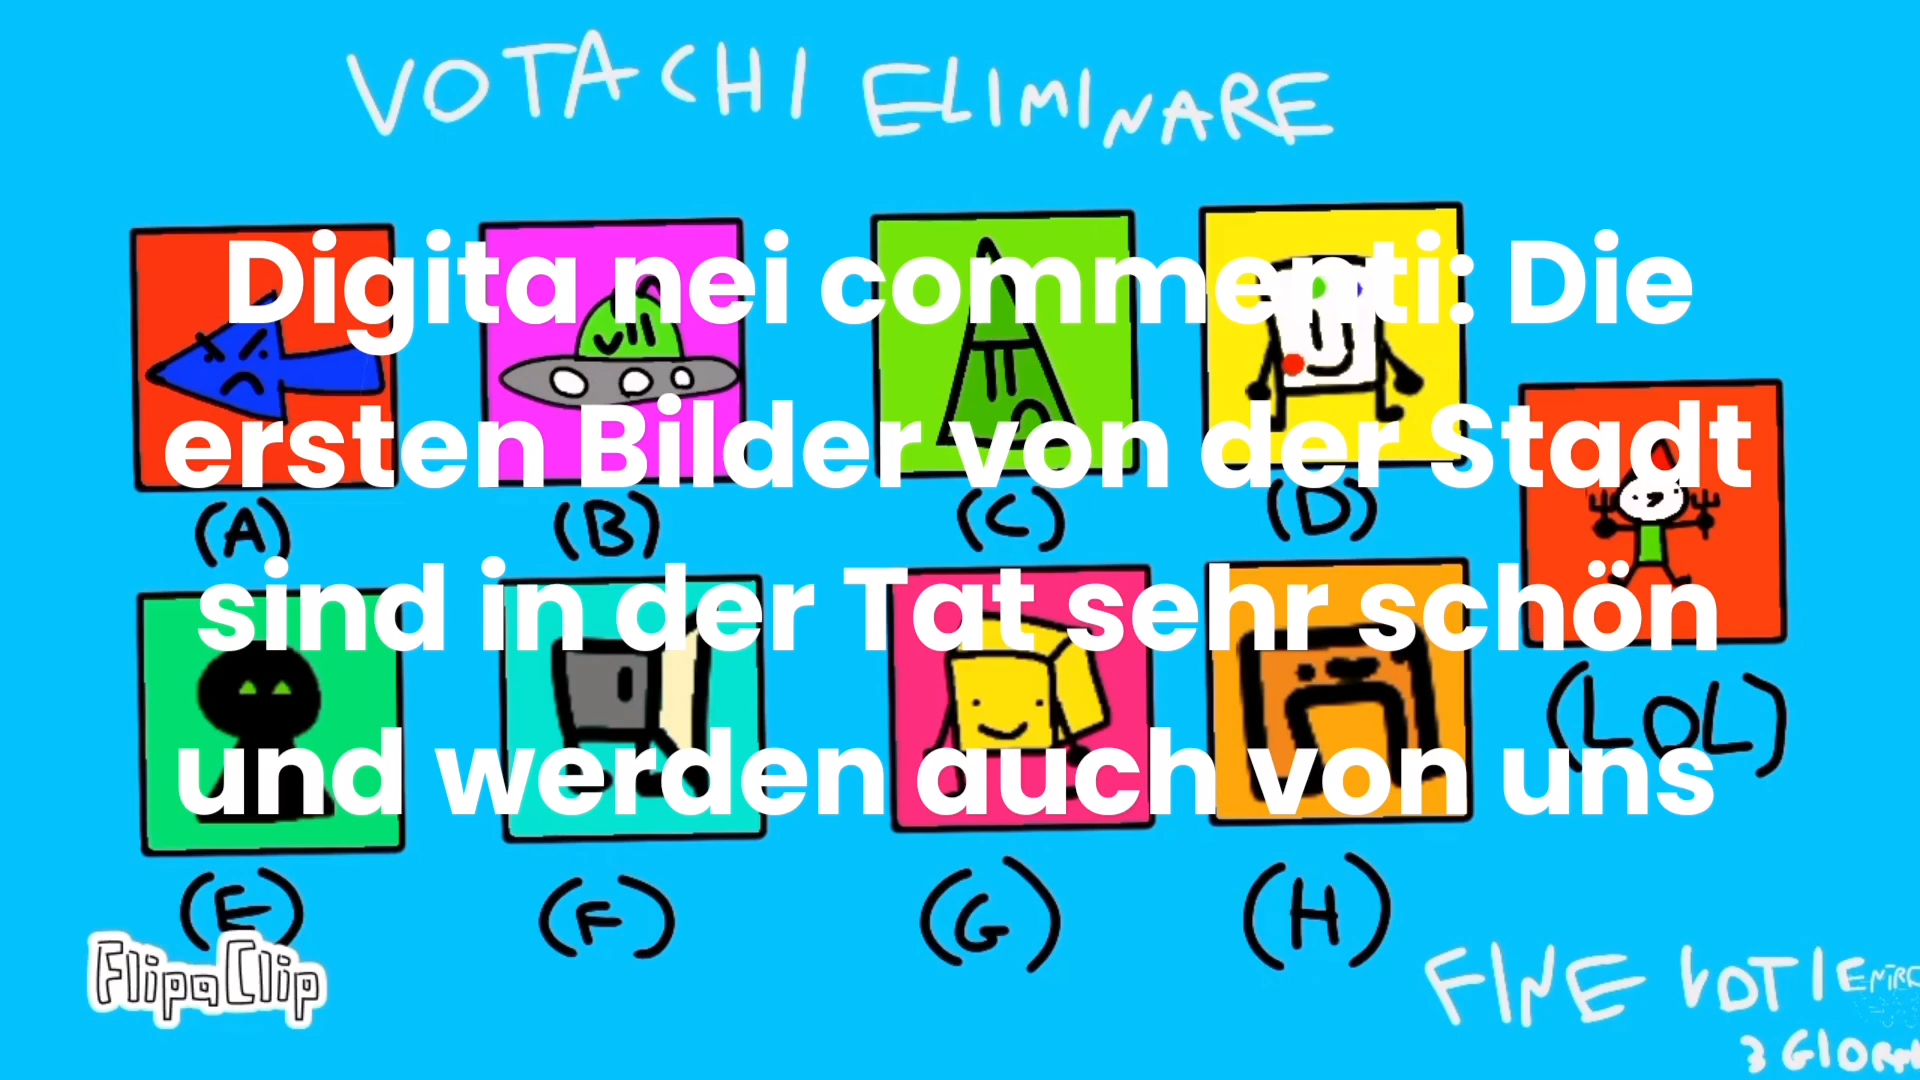 VOTA CHI ELIMINARE
Digita nei commenti: Die
ersten Bilder von der Stadt
(A) (B) (C) (D)
sind in der Tat sehr schön
(LOL)
und werden auch von uns
(E) (F) (G) (H)
FlipaClip
FINE VOTI
3